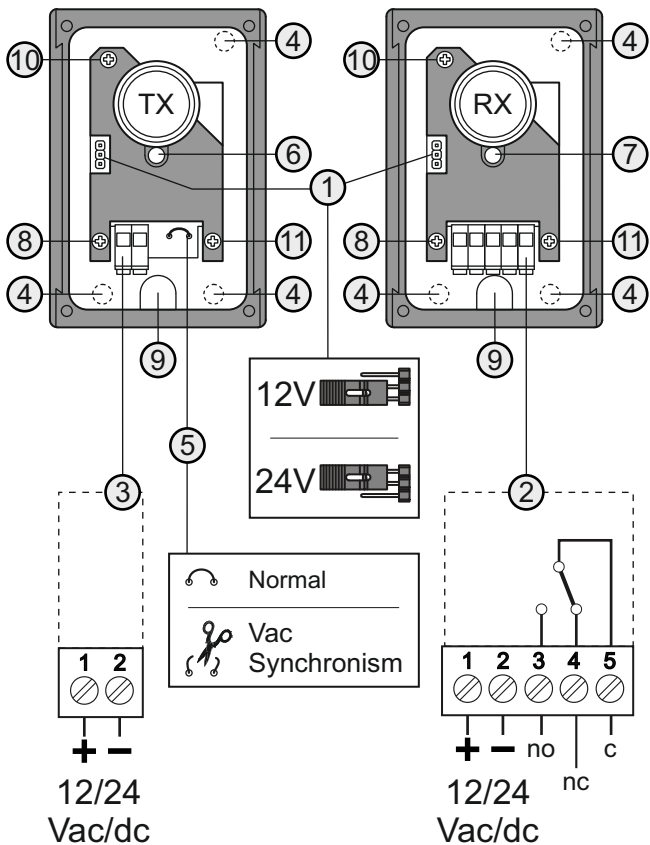 4 4
10 TX 10 RX
6 7
1
8 11 8 11
4 4 4 4
9 9
12V
24V
5
3 2
Normal
Vac
Synchronism
1 2
+ −
12/24
Vac/dc
1 2 3 4 5
+ − no nc c
12/24
Vac/dc